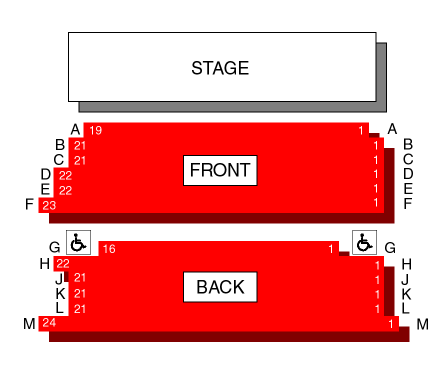 STAGE
A 19 1 A
B 21 1 B
C 21 1 C
FRONT
D 22 1 D
E 22 1 E
F 23 1 F
G 16 1 G
H 22 1 H
J 21 1 J
BACK
K 21 1 K
L 21 1 L
M 24 1 M